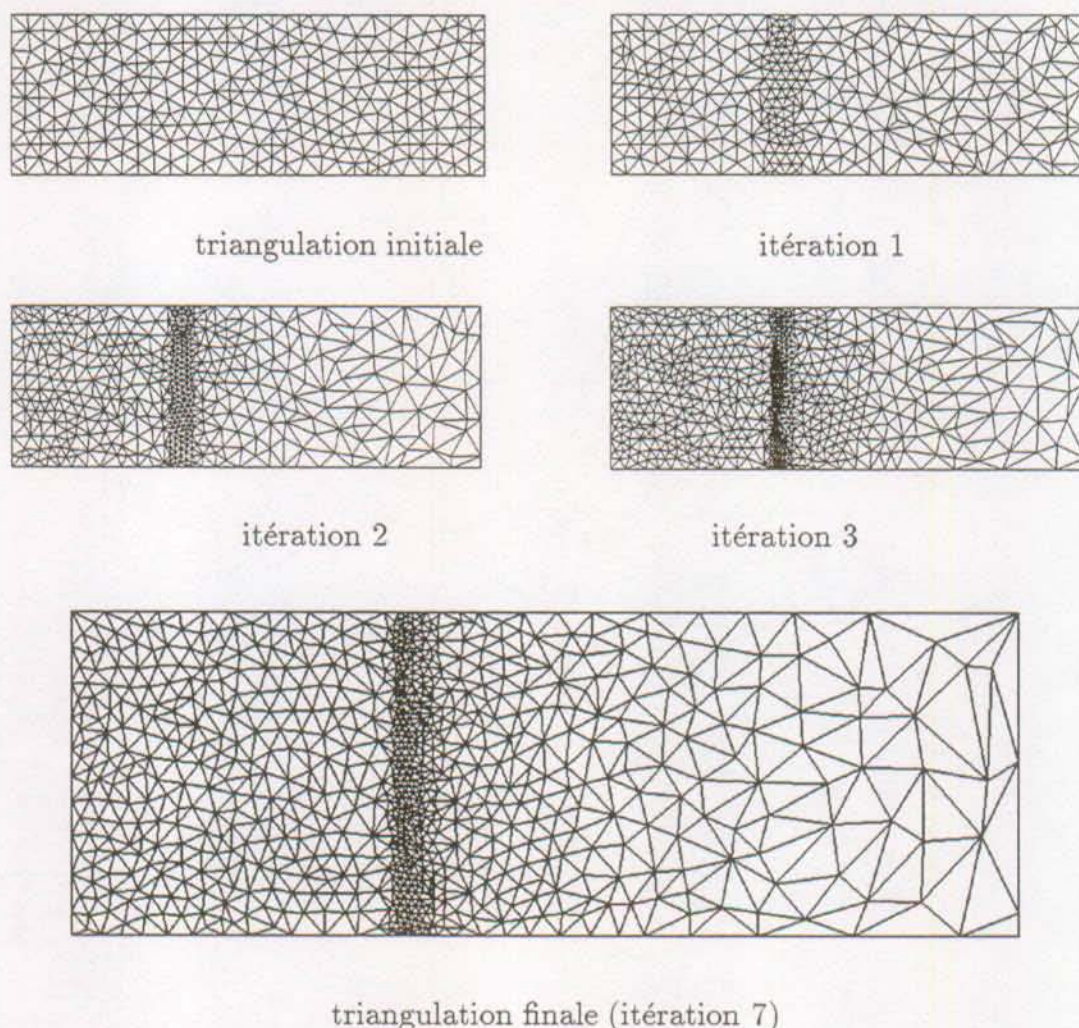 triangulation initiale
itération 1
itération 2
itération 3
triangulation finale (itération 7)